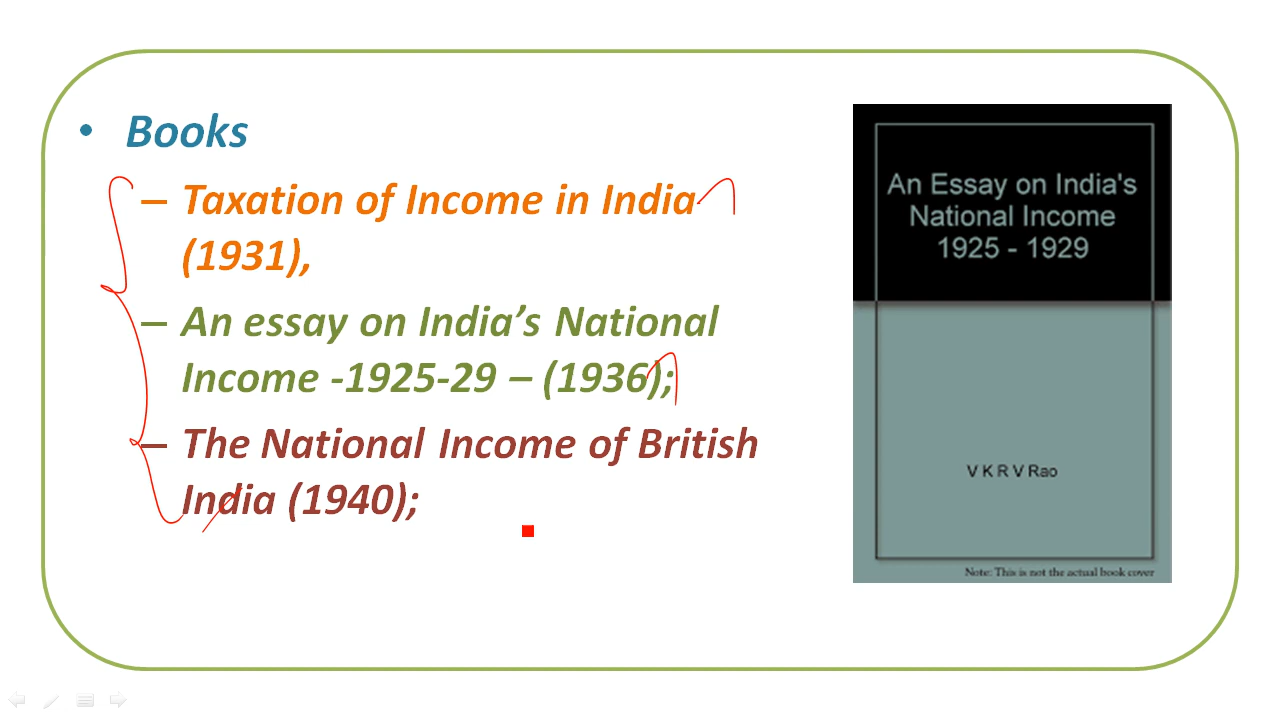 • Books
– Taxation of Income in India
(1931),
– An essay on India’s National
Income -1925-29 – (1936);
– The National Income of British
India (1940);
An Essay on India's
National Income
1925 - 1929
V K R V Rao
Note: This is not the actual book cover